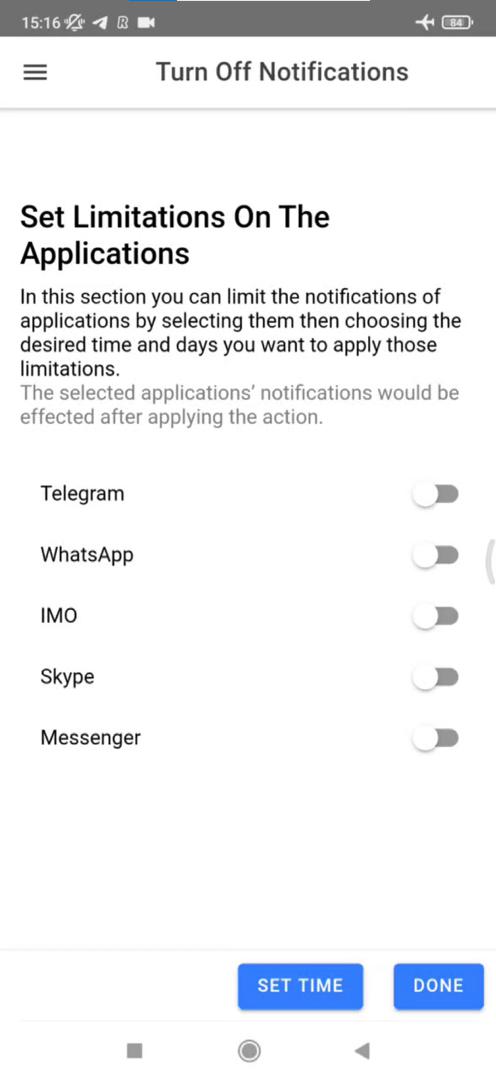 15:16
84
Turn Off Notifications
Set Limitations On The
Applications
In this section you can limit the notifications of
applications by selecting them then choosing the
desired time and days you want to apply those
limitations.
The selected applications’ notifications would be
effected after applying the action.
Telegram
WhatsApp
IMO
Skype
Messenger
SET TIME
DONE